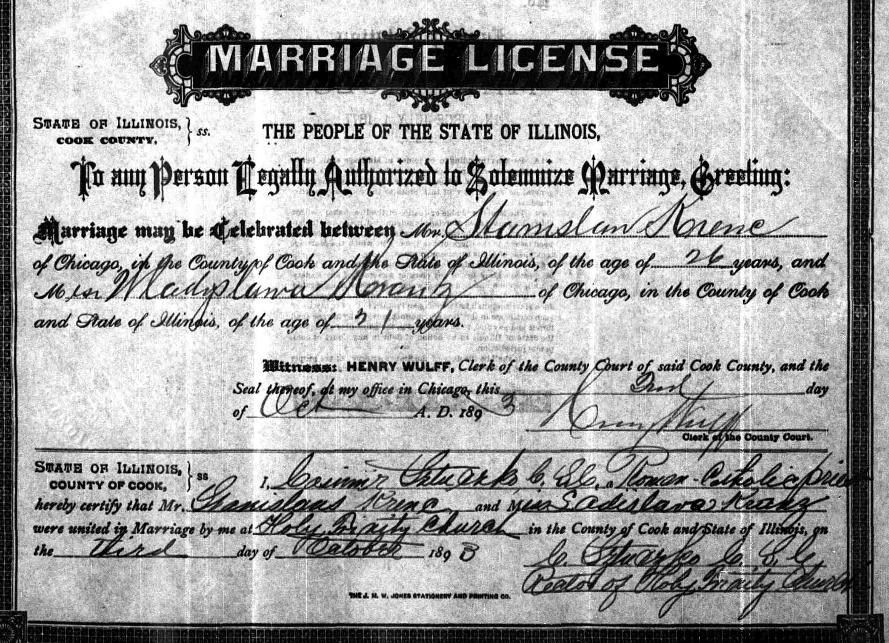 MARRIAGE LICENSE
STATE OF ILLINOIS, COOK COUNTY, } ss. THE PEOPLE OF THE STATE OF ILLINOIS,
To any Person Legally Authorized to Solemnize Marriage, Greeting:
Marriage may be Celebrated between Mr. Stanislaw Krenc
of Chicago, in the County of Cook and the State of Illinois, of the age of 26 years, and
Miss Wladyslawa Krantz of Chicago, in the County of Cook
and State of Illinois, of the age of 21 years.
Witness: HENRY WULFF, Clerk of the County Court of said Cook County, and the
Seal thereof, at my office in Chicago, this day
of Oct A. D. 1893 Henry Wulff
Clerk of the County Court.
STATE OF ILLINOIS, COUNTY OF COOK, } ss I, Casimir Sztuczko C.S.C. a Roman-Catholic priest
hereby certify that Mr. Stanislaus Krenc and Miss Ladislava Kranz
were united in Marriage by me at Holy Trinity Church in the County of Cook and State of Illinois, on
the third day of October 1893
C. Sztuczko C.S.C.
Rector of Holy Trinity Church
THE J. M. W. JONES STATIONERY AND PRINTING CO.